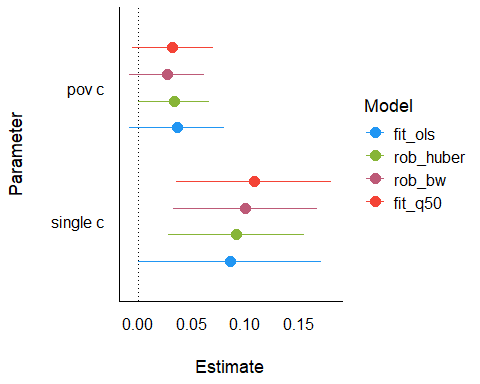 Parameter
pov c
single c
0.00 0.05 0.10 0.15
Estimate
Model
fit_ols
rob_huber
rob_bw
fit_q50